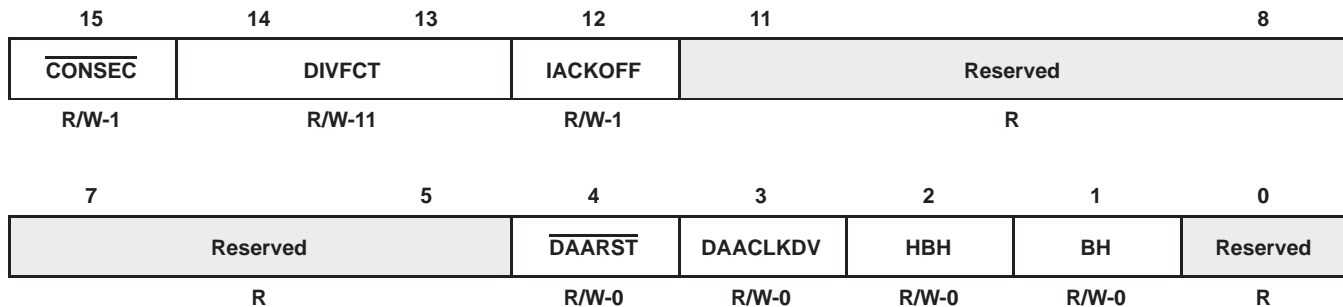 15 14 13 12 11 8
CONSEC DIVFCT IACKOFF Reserved
R/W-1 R/W-11 R/W-1 R
7 5 4 3 2 1 0
Reserved DAARST DAACLKDV HBH BH Reserved
R R/W-0 R/W-0 R/W-0 R/W-0 R